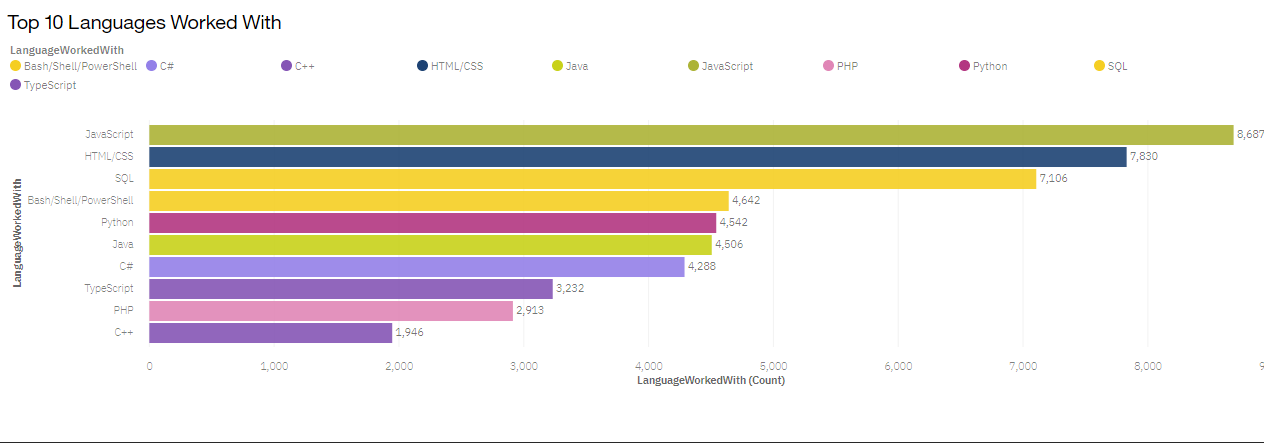 Top 10 Languages Worked With
LanguageWorkedWith
Bash/Shell/PowerShell C# C++ HTML/CSS Java JavaScript PHP Python SQL
TypeScript
JavaScript 8,687
HTML/CSS 7,830
SQL 7,106
Bash/Shell/PowerShell 4,642
Python 4,542
Java 4,506
C# 4,288
TypeScript 3,232
PHP 2,913
C++ 1,946
LanguageWorkedWith
0 1,000 2,000 3,000 4,000 5,000 6,000 7,000 8,000 9
LanguageWorkedWith (Count)